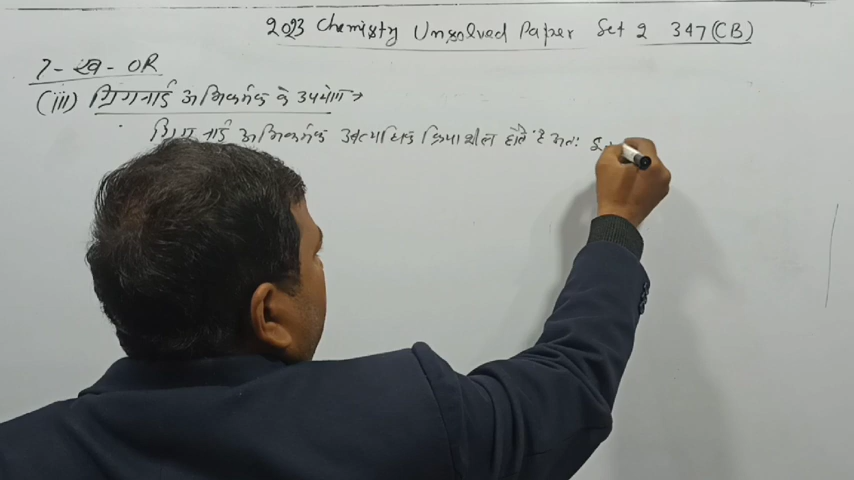 2023 Chemistry Unsolved Paper Set 2 347(CB)
7- ख- OR
(iii) ग्रिगनार्ड अभिकर्मक के उपयोग →
ग्रिगनार्ड अभिकर्मक अत्याधिक क्रियाशील होते है अतः